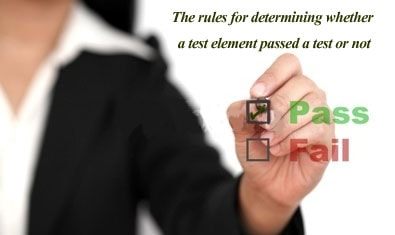 The rules for determining whether
a test element passed a test or not
Pass
Fail